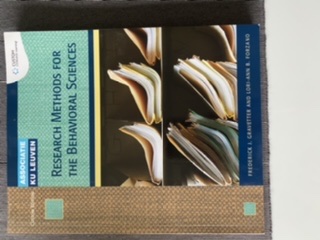 ASSOCIATIE
KU LEUVEN
RESEARCH METHODS FOR
THE BEHAVIORAL SCIENCES
FREDERICK J. GRAVETTER AND LORI-ANN B. FORZANO